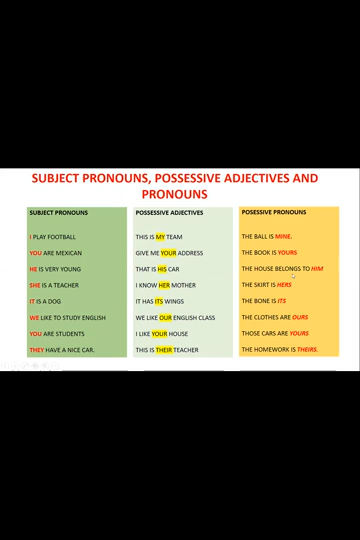 SUBJECT PRONOUNS, POSSESSIVE ADJECTIVES AND
PRONOUNS
SUBJECT PRONOUNS
I PLAY FOOTBALL
YOU ARE MEXICAN
HE IS VERY YOUNG
SHE IS A TEACHER
IT IS A DOG
WE LIKE TO STUDY ENGLISH
YOU ARE STUDENTS
THEY HAVE A NICE CAR.
POSSESSIVE ADJECTIVES
THIS IS MY TEAM
GIVE ME YOUR ADDRESS
THAT IS HIS CAR
I KNOW HER MOTHER
IT HAS ITS WINGS
WE LIKE OUR ENGLISH CLASS
I LIKE YOUR HOUSE
THIS IS THEIR TEACHER
POSESSIVE PRONOUNS
THE BALL IS MINE.
THE BOOK IS YOURS
THE HOUSE BELONGS TO HIM
THE SKIRT IS HERS
THE BONE IS ITS
THE CLOTHES ARE OURS
THOSE CARS ARE YOURS
THE HOMEWORK IS THEIRS.